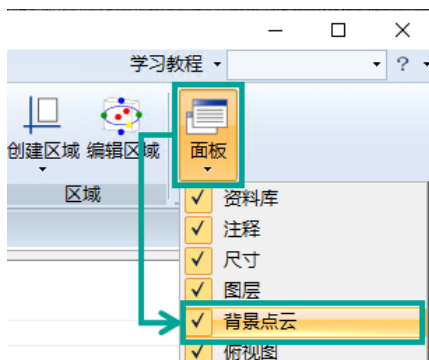 学习教程
?
创建区域 编辑区域 面板
区域
资料库
注释
尺寸
图层
背景点云
俯视图